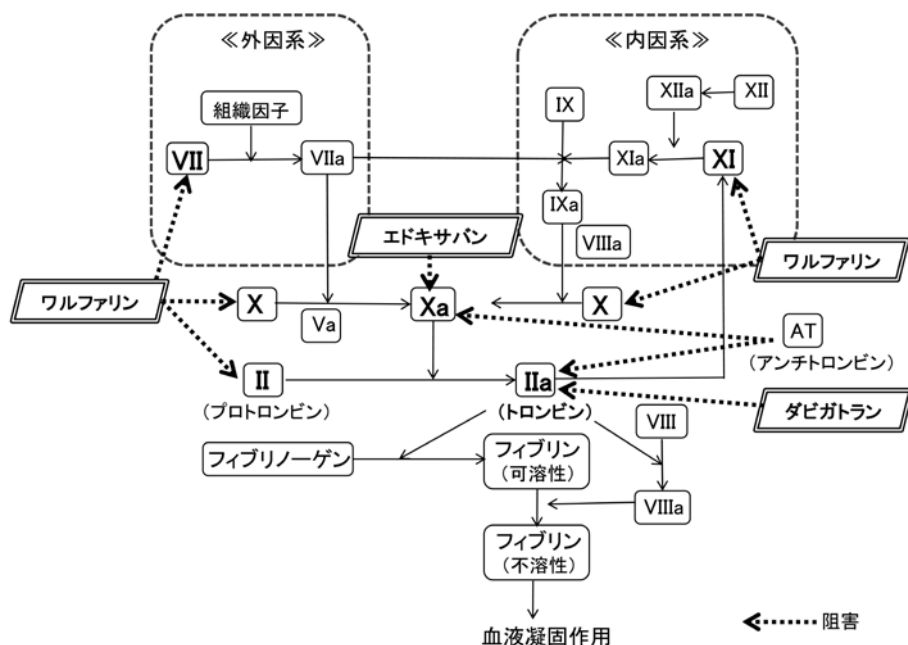 ≪外因系≫
≪内因系≫
組織因子
IX
XIIa
XII
VII
VIIa
XIa
XI
IXa
VIIIa
エドキサバン
ワルファリン
ワルファリン
X
Va
Xa
X
AT
(アンチトロンビン)
II
(プロトロンビン)
IIa
(トロンビン)
ダビガトラン
VIII
フィブリノーゲン
フィブリン
(可溶性)
VIIIa
フィブリン
(不溶性)
血液凝固作用
阻害